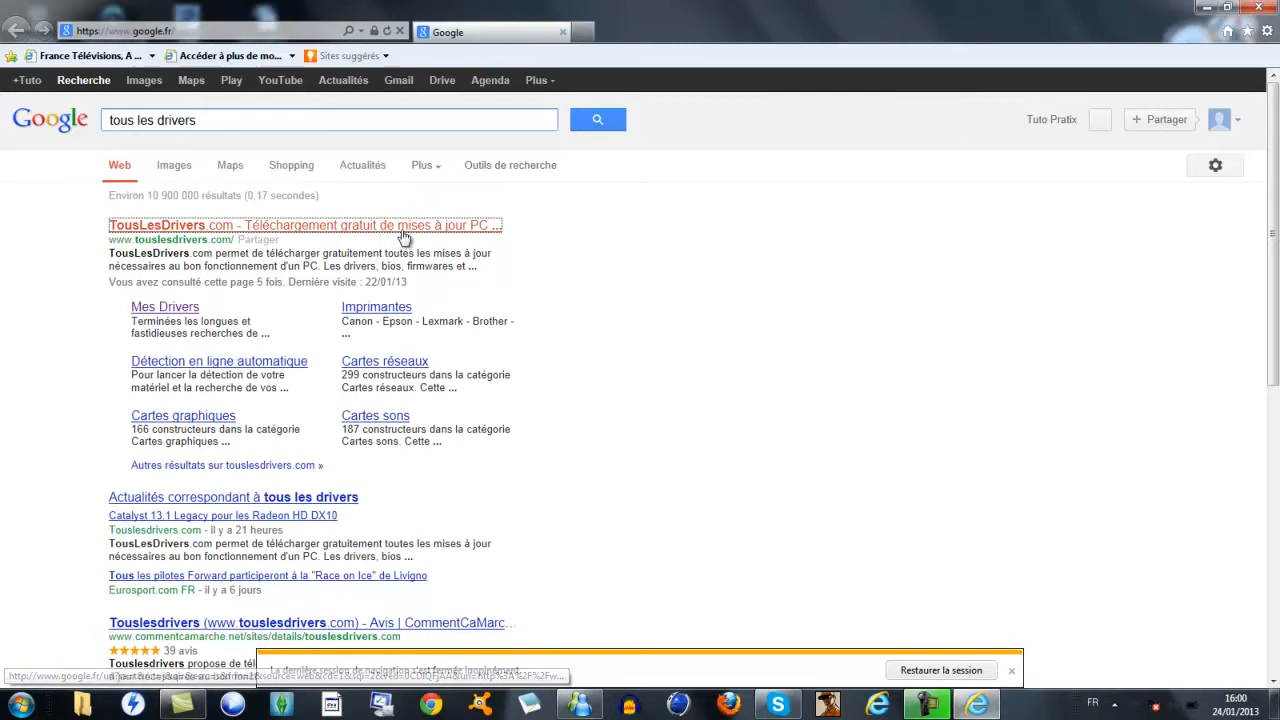 https://www.google.fr/
Google
France Télévisions, A ...
Accéder à plus de mo...
Sites suggérés
+Tuto Recherche Images Maps Play YouTube Actualités Gmail Drive Agenda Plus
Google
tous les drivers
Tuto Pratix
+ Partager
Web Images Maps Shopping Actualités Plus Outils de recherche
Environ 10 900 000 résultats (0,17 secondes)
TousLesDrivers.com - Téléchargement gratuit de mises à jour PC ...
www.touslesdrivers.com/ Partager
TousLesDrivers.com permet de télécharger gratuitement toutes les mises à jour
nécessaires au bon fonctionnement d'un PC. Les drivers, bios, firmwares et ...
Vous avez consulté cette page 5 fois. Dernière visite : 22/01/13
Mes Drivers
Terminées les longues et
fastidieuses recherches de ...
Imprimantes
Canon - Epson - Lexmark - Brother -
...
Détection en ligne automatique
Pour lancer la détection de votre
matériel et la recherche de vos ...
Cartes réseaux
299 constructeurs dans la catégorie
Cartes réseaux. Cette ...
Cartes graphiques
166 constructeurs dans la catégorie
Cartes graphiques ...
Cartes sons
187 constructeurs dans la catégorie
Cartes sons. Cette ...
Autres résultats sur touslesdrivers.com »
Actualités correspondant à tous les drivers
Catalyst 13.1 Legacy pour les Radeon HD DX10
Touslesdrivers.com - il y a 21 heures
TousLesDrivers.com permet de télécharger gratuitement toutes les mises à jour
nécessaires au bon fonctionnement d'un PC. Les drivers, bios ...
Tous les pilotes Forward participeront à la "Race on Ice" de Livigno
Eurosport.com FR - il y a 6 jours
Touslesdrivers (www.touslesdrivers.com) - Avis | CommentCaMarc...
www.commentcamarche.net/sites/details/touslesdrivers.com
39 avis
Touslesdrivers propose de tél
La dernière session de navigation s'est fermée inopinément.
Restaurer la session
FR
16:00
24/01/2013